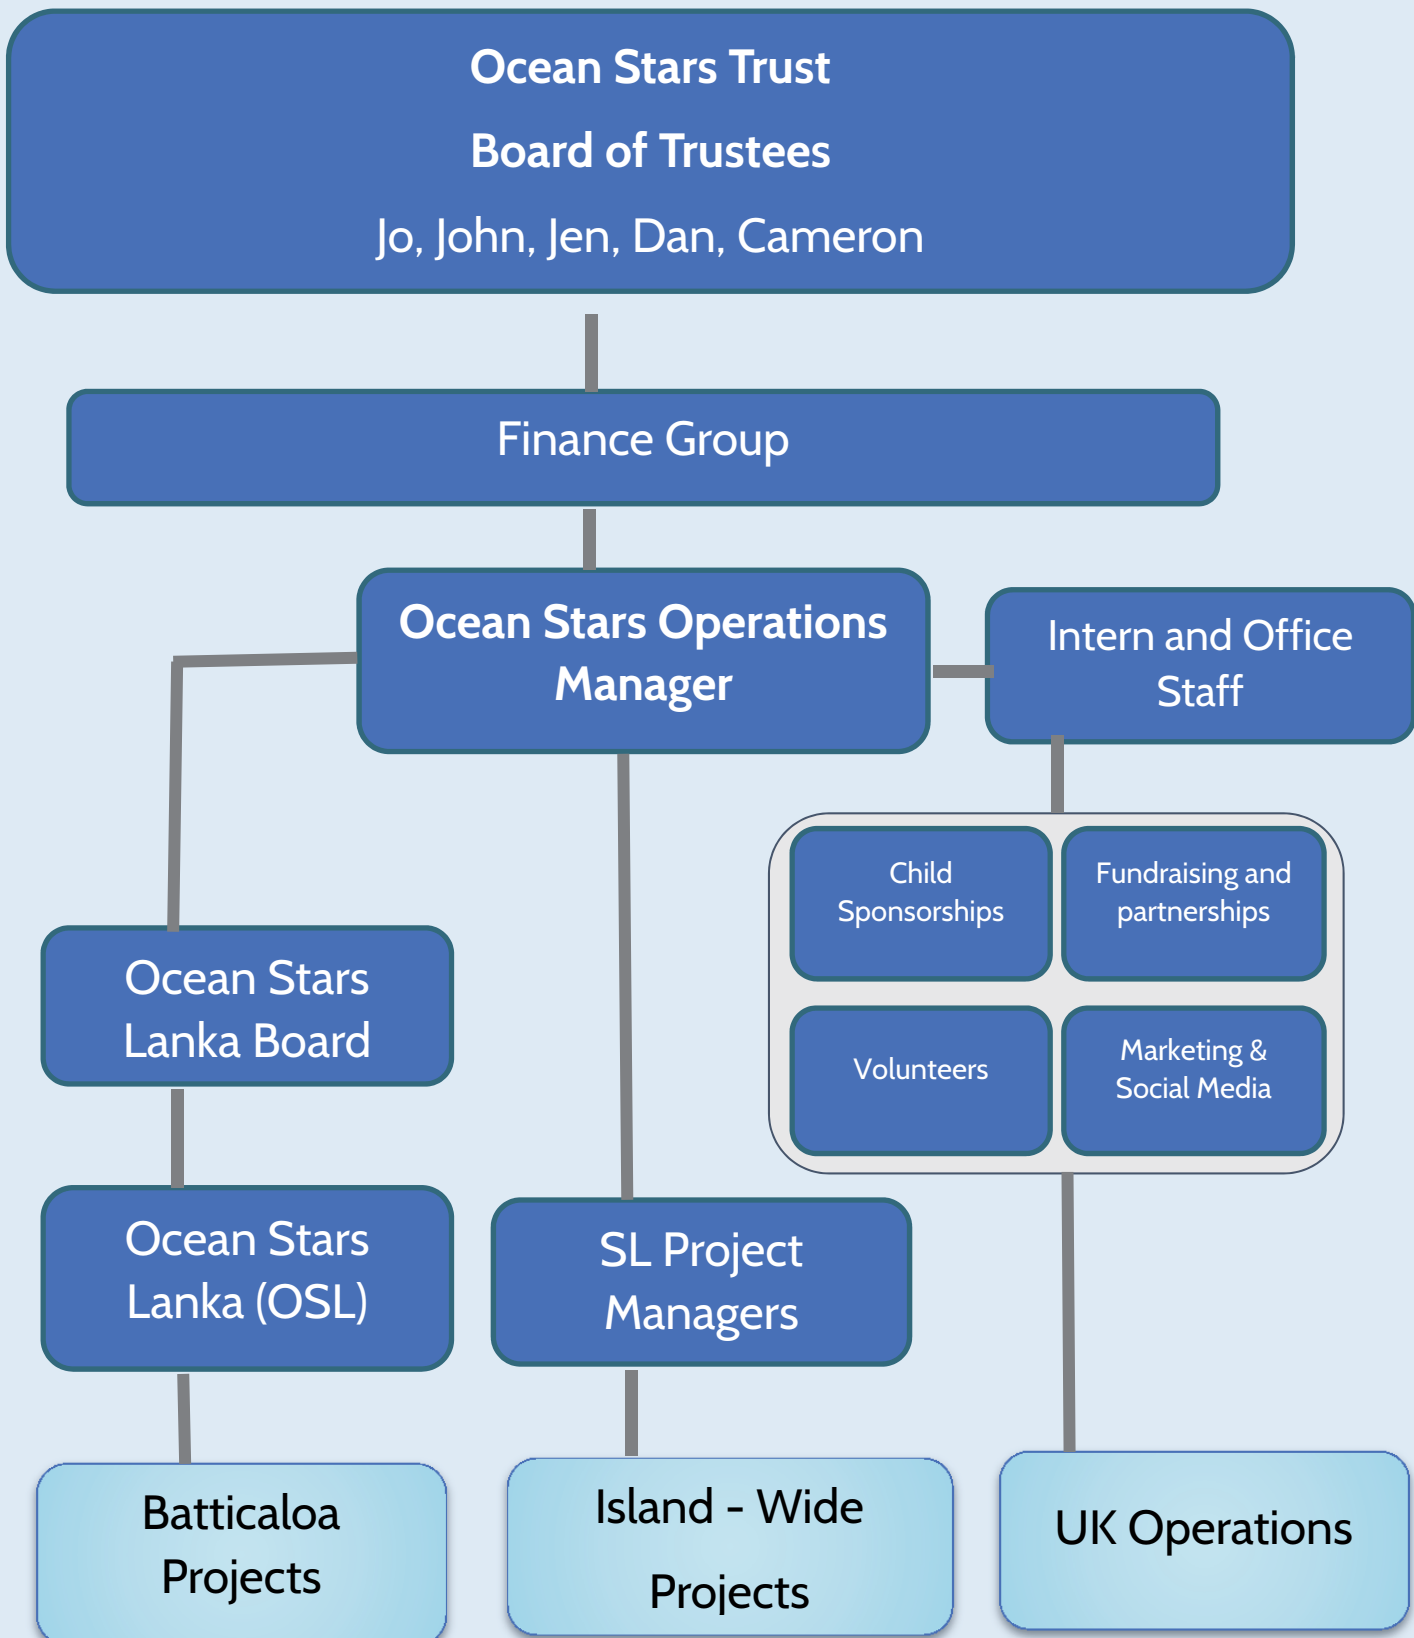 Ocean Stars Trust
Board of Trustees
Jo, John, Jen, Dan, Cameron
Finance Group
Ocean Stars Operations
Manager
Intern and Office
Staff
Child
Sponsorships
Fundraising and
partnerships
Volunteers
Marketing &
Social Media
Ocean Stars
Lanka Board
Ocean Stars
Lanka (OSL)
SL Project
Managers
Batticaloa
Projects
Island - Wide
Projects
UK Operations